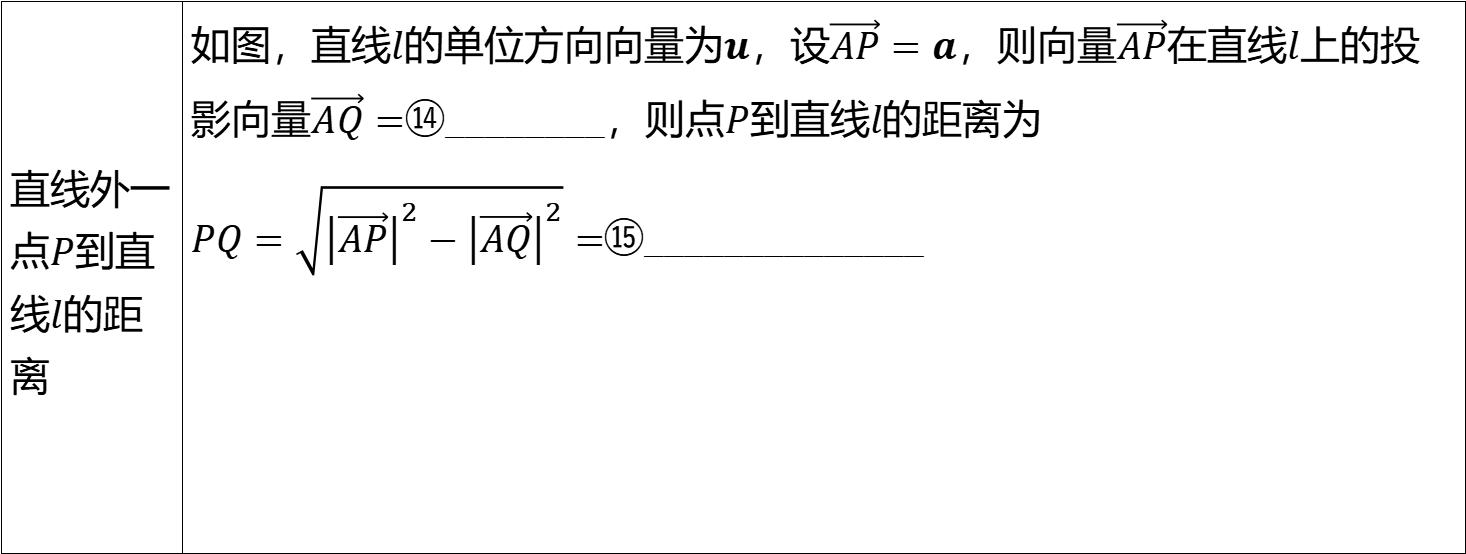 直线外一
点P到直
线l的距
离
如图，直线l的单位方向向量为u，设\overrightarrow{AP} = a，则向量\overrightarrow{AP}在直线l上的投
影向量\overrightarrow{AQ} =⑭________，则点P到直线l的距离为
PQ = \sqrt{|\overrightarrow{AP}|^2 − |\overrightarrow{AQ}|^2} =⑮______________